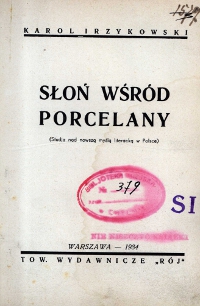 KAROL IRZYKOWSKI
SŁOŃ WŚRÓD
PORCELANY
(Studia nad nowszą myślą literacką w Polsce)
379
SI
WARSZAWA — 1934
TOW. WYDAWNICZE „RÓJ”